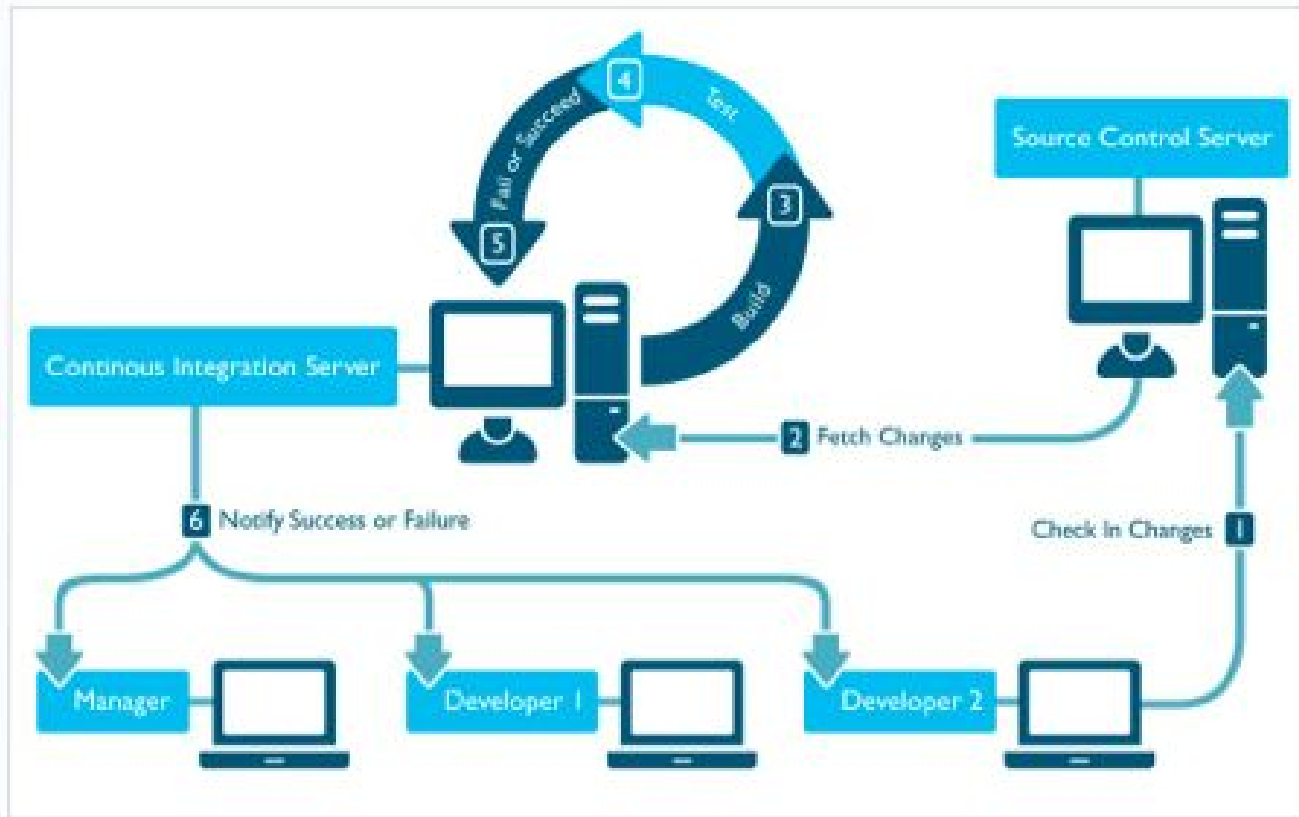 4
Test
Fail or Succeed
Source Control Server
3
5
Build
Continous Integration Server
2 Fetch Changes
6 Notify Success or Failure
Check In Changes 1
Manager
Developer 1
Developer 2